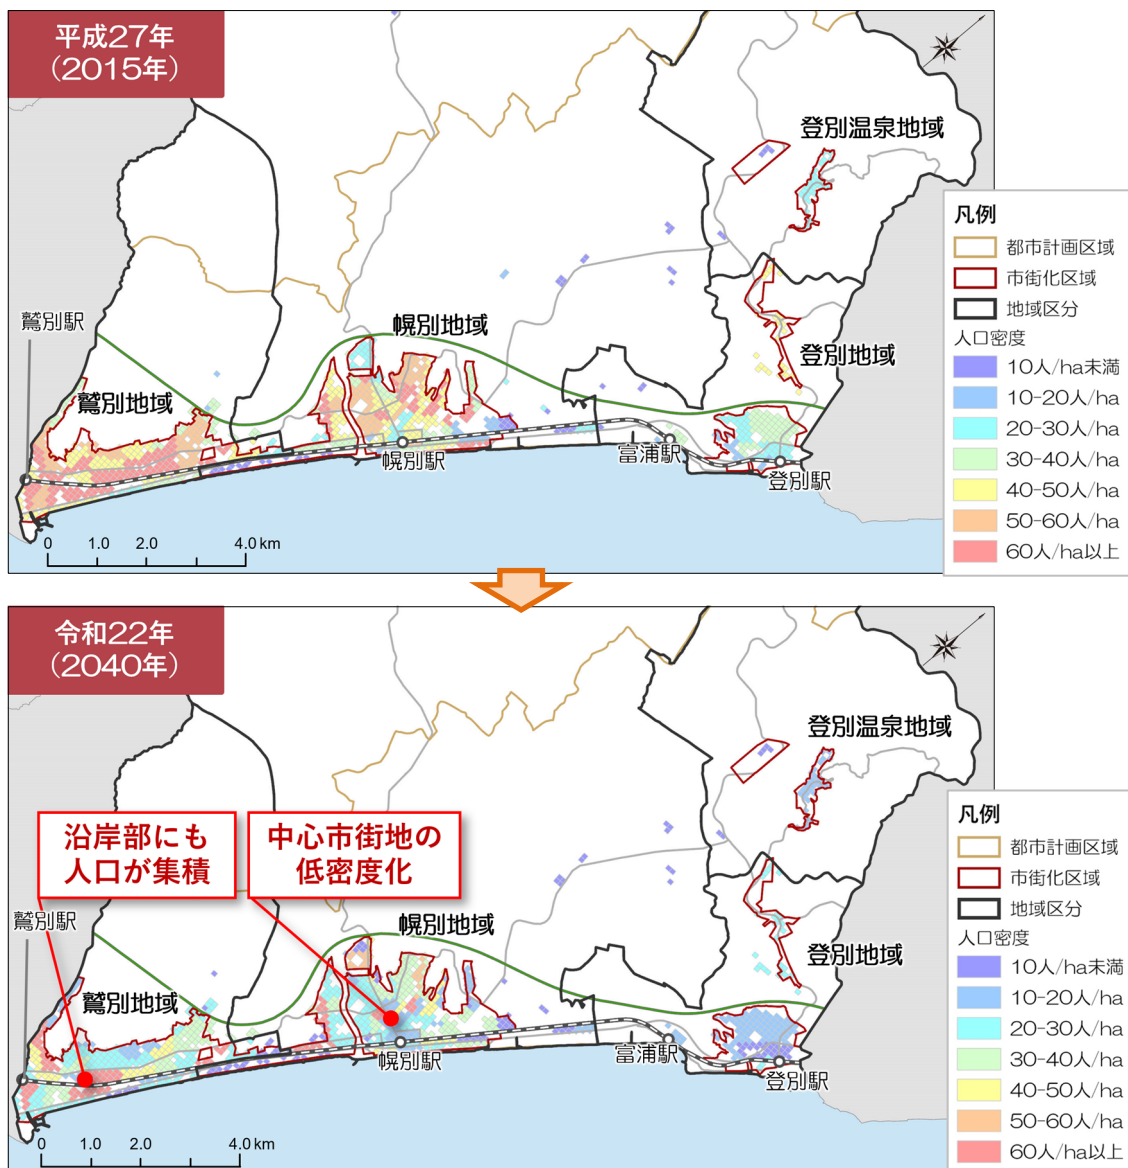 平成27年
（2015年）
登別温泉地域
凡例
都市計画区域
市街化区域
地域区分
人口密度
10人/ha未満
10-20人/ha
20-30人/ha
30-40人/ha
40-50人/ha
50-60人/ha
60人/ha以上
鷲別駅
幌別地域
登別地域
鷲別地域
幌別駅
富浦駅
登別駅
0 1.0 2.0 4.0 km
令和22年
（2040年）
登別温泉地域
沿岸部にも
人口が集積
中心市街地の
低密度化
凡例
都市計画区域
市街化区域
地域区分
人口密度
10人/ha未満
10-20人/ha
20-30人/ha
30-40人/ha
40-50人/ha
50-60人/ha
60人/ha以上
鷲別駅
幌別地域
登別地域
鷲別地域
幌別駅
富浦駅
登別駅
0 1.0 2.0 4.0 km